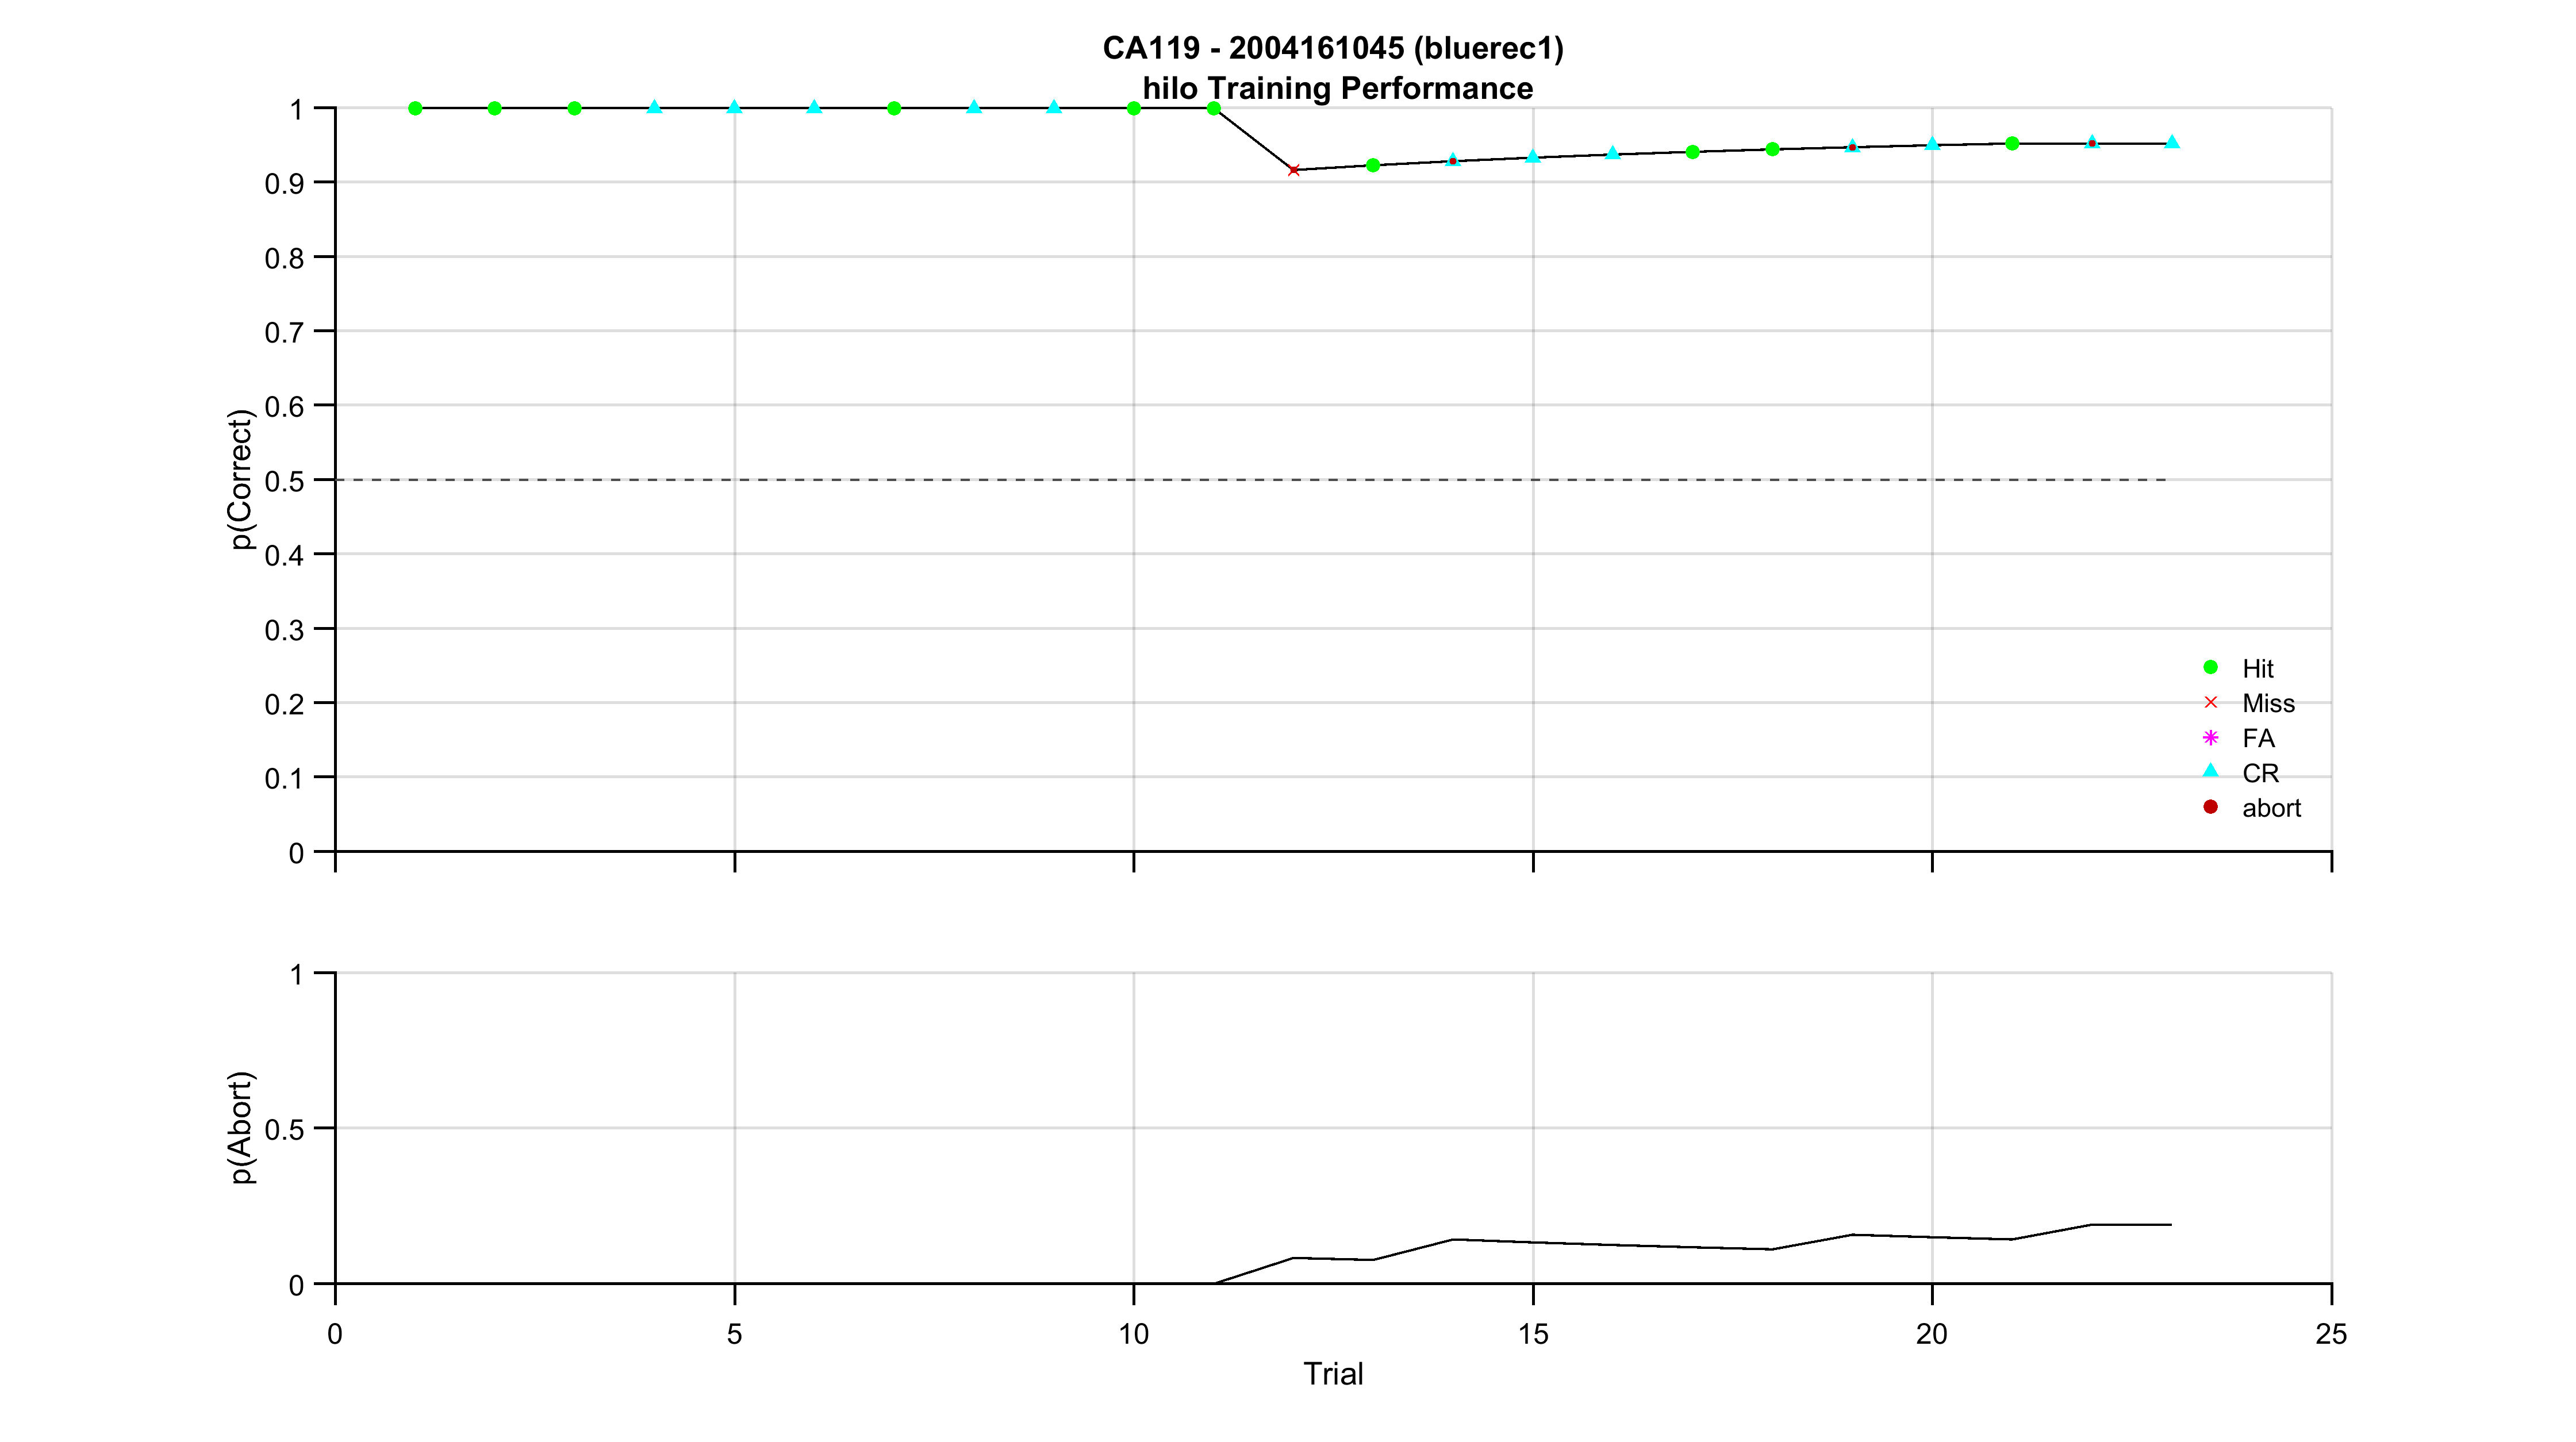 CA119 - 2004161045 (bluerec1)
hilo Training Performance
1
0.9
0.8
0.7
0.6
0.5
0.4
0.3
0.2
0.1
0
p(Correct)
Hit
Miss
FA
CR
abort
1
0.5
0
p(Abort)
0 5 10 15 20 25
Trial